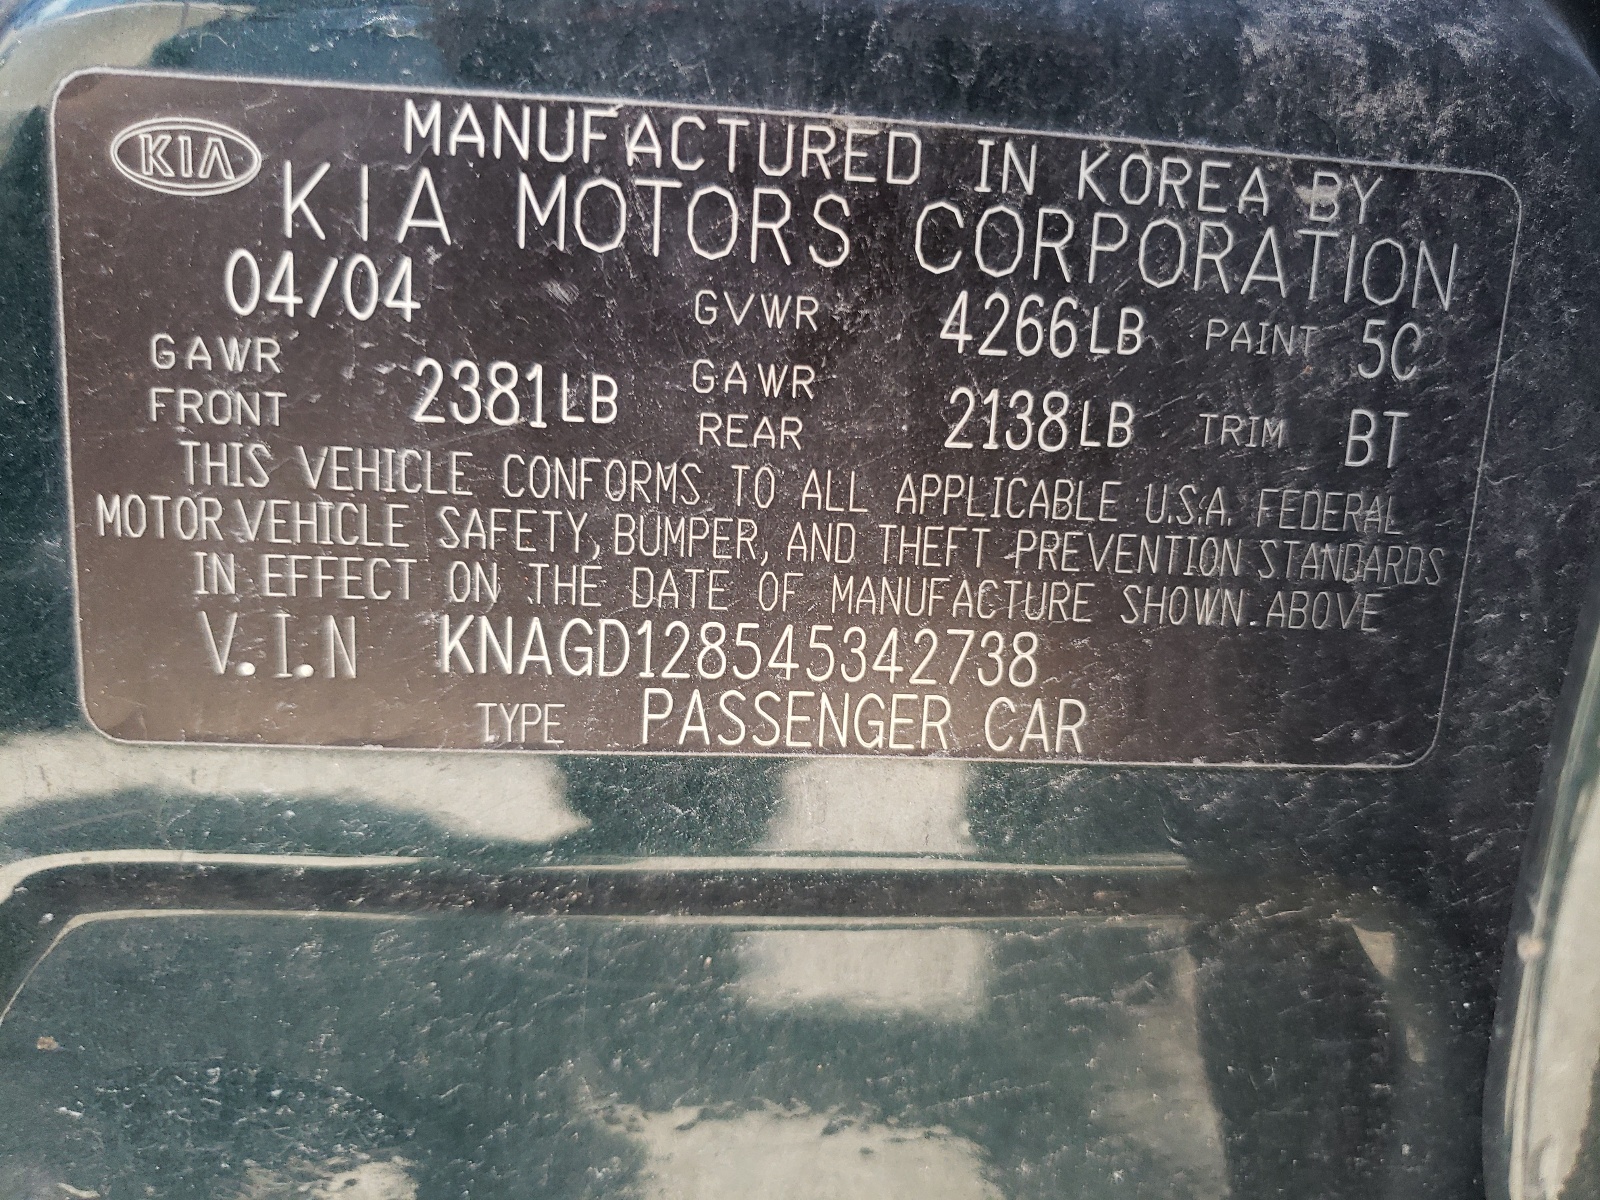 KIA
MANUFACTURED IN KOREA BY
KIA MOTORS CORPORATION
04/04 GVWR 4266LB PAINT 5C
GAWR FRONT 2381LB GAWR REAR 2138LB TRIM BT
THIS VEHICLE CONFORMS TO ALL APPLICABLE U.S.A. FEDERAL
MOTOR VEHICLE SAFETY, BUMPER, AND THEFT PREVENTION STANDARDS
IN EFFECT ON THE DATE OF MANUFACTURE SHOWN ABOVE
V.I.N KNAGD128545342738
TYPE PASSENGER CAR